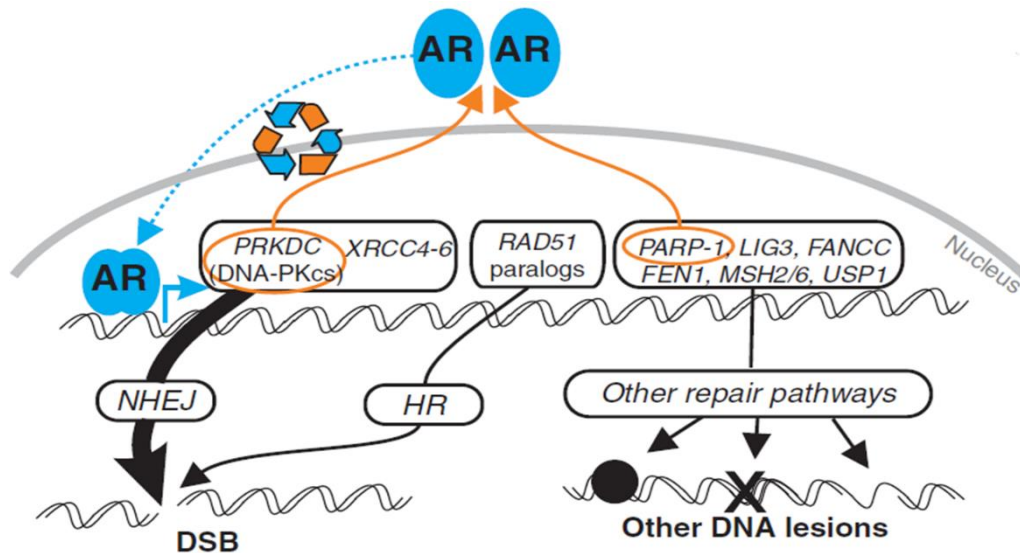 AR AR
AR
PRKDC
(DNA-PKcs)
XRCC4-6
RAD51
paralogs
PARP-1, LIG3, FANCC
FEN1, MSH2/6, USP1
Nucleus
NHEJ
HR
Other repair pathways
X
DSB
Other DNA lesions